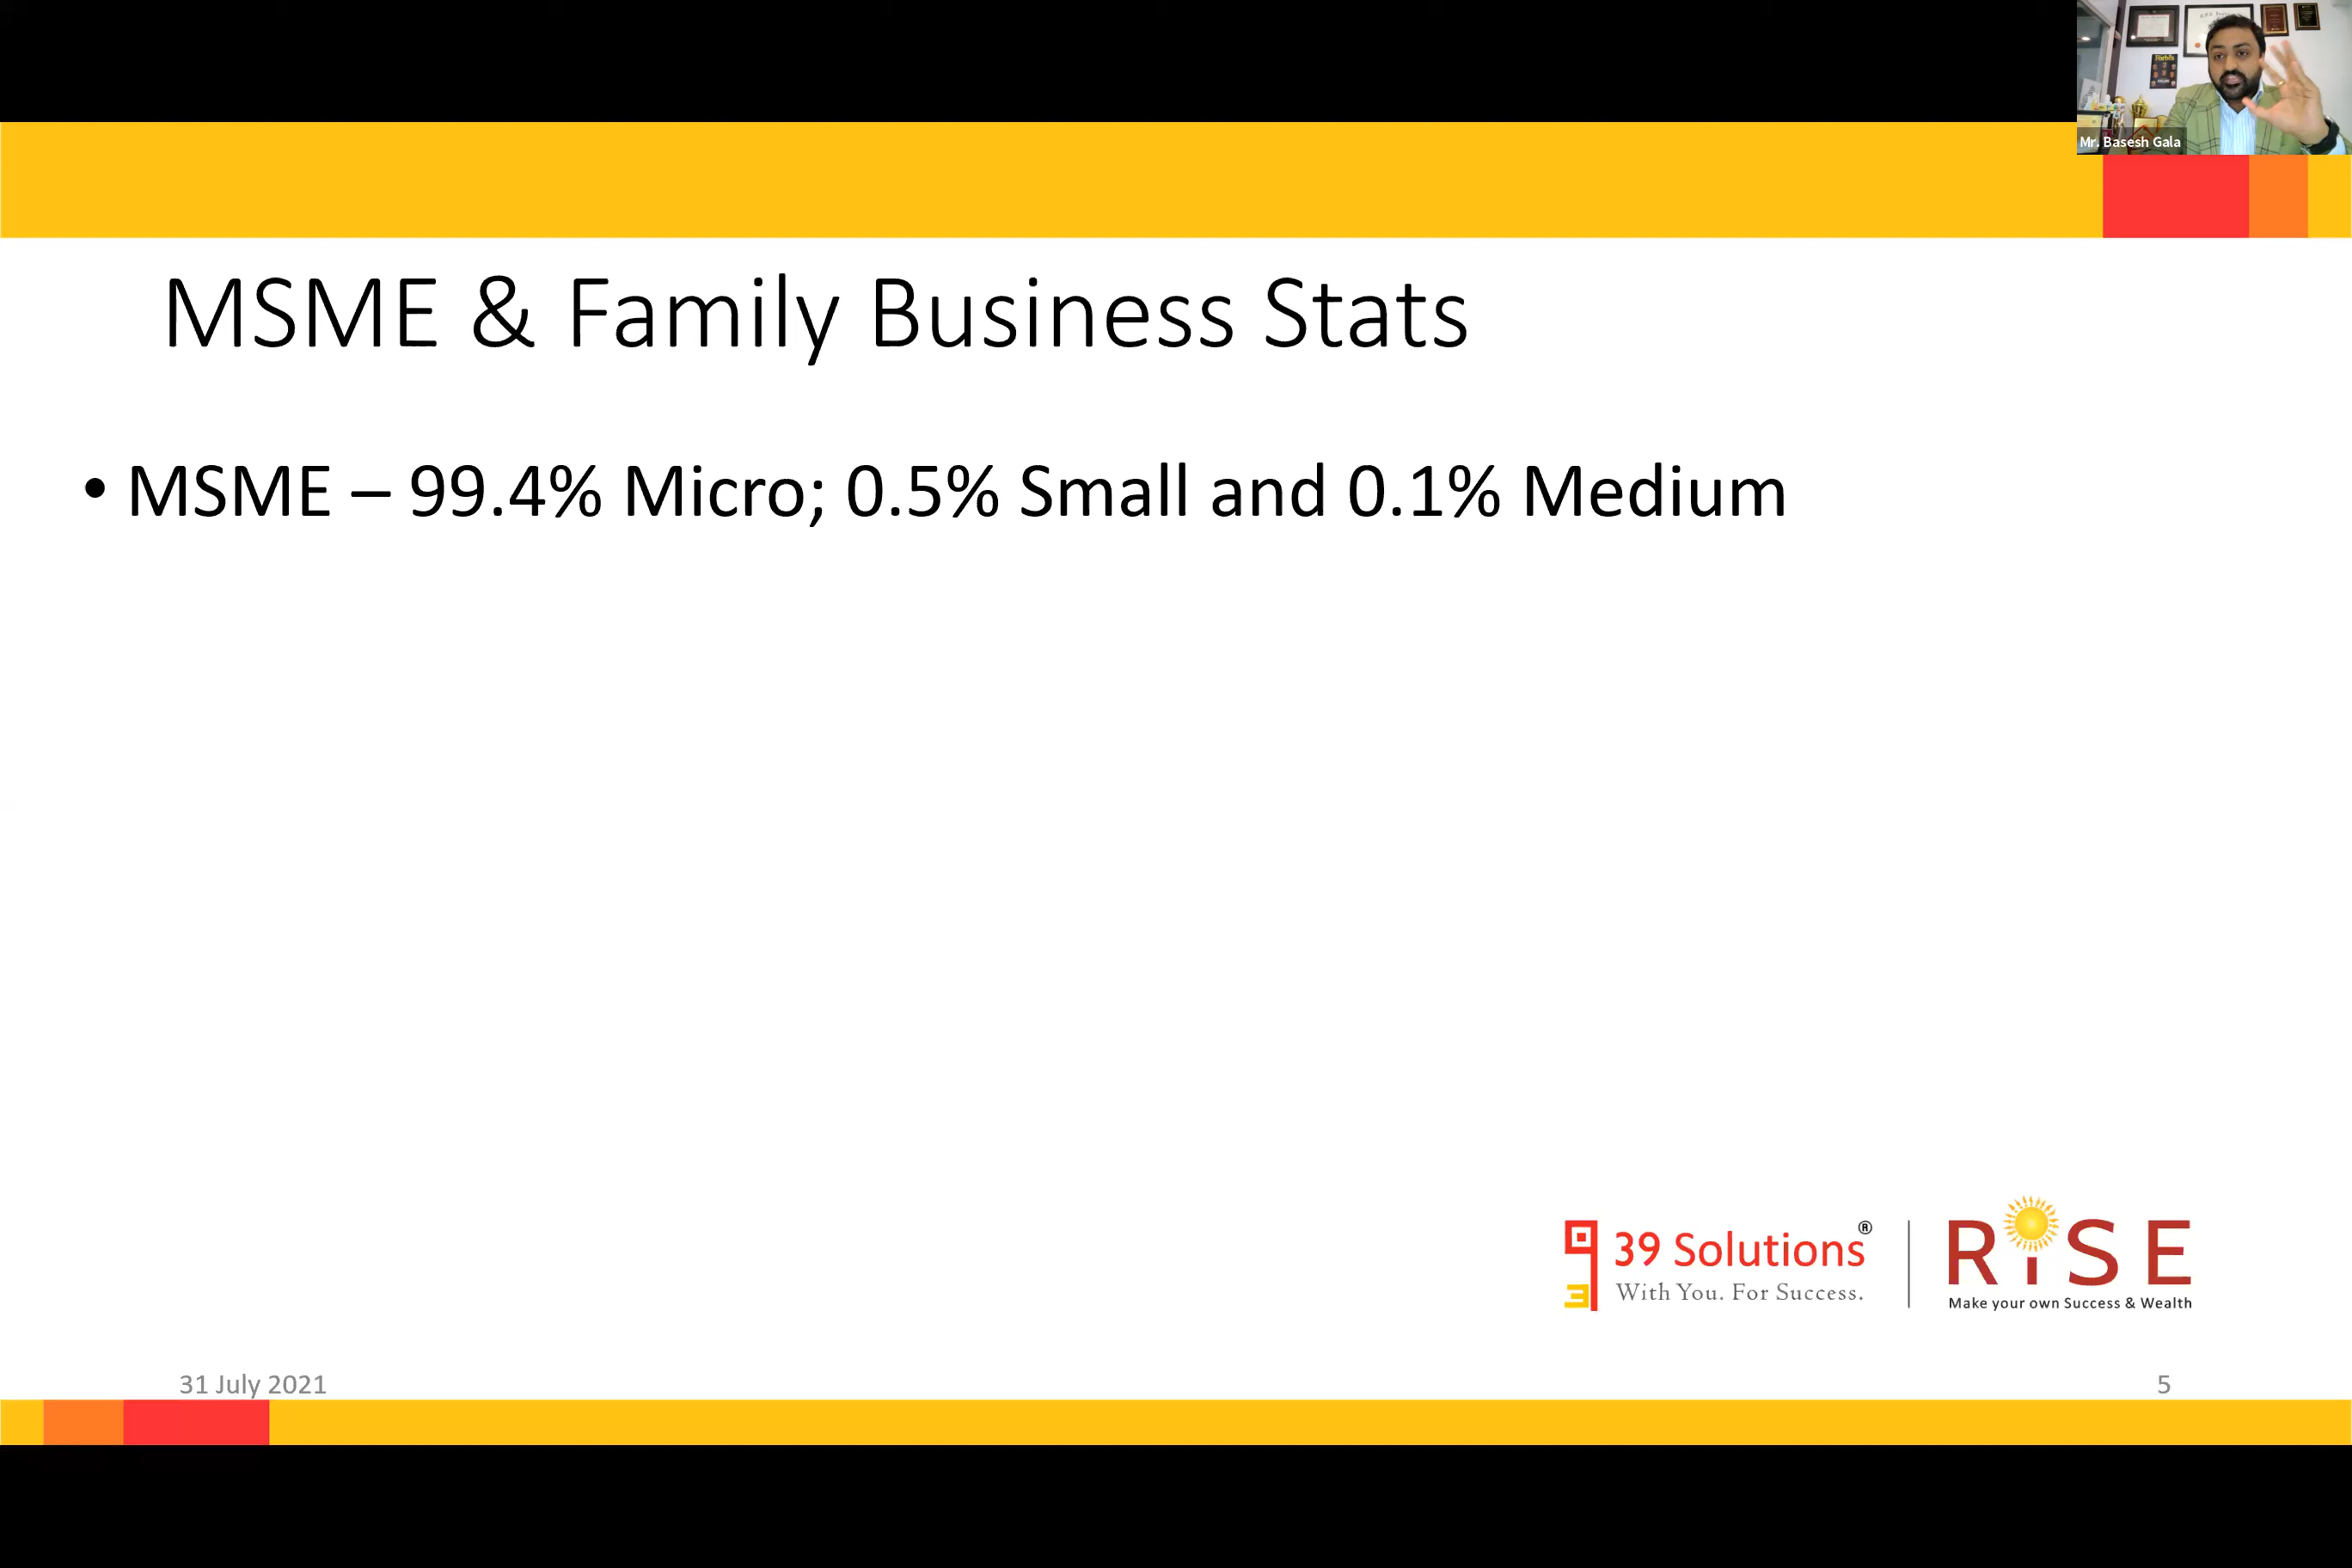 Forbes
Mr. Basesh Gala
MSME & Family Business Stats
• MSME – 99.4% Micro; 0.5% Small and 0.1% Medium
39 Solutions®
With You. For Success.
RiSE
Make your own Success & Wealth
31 July 2021
5